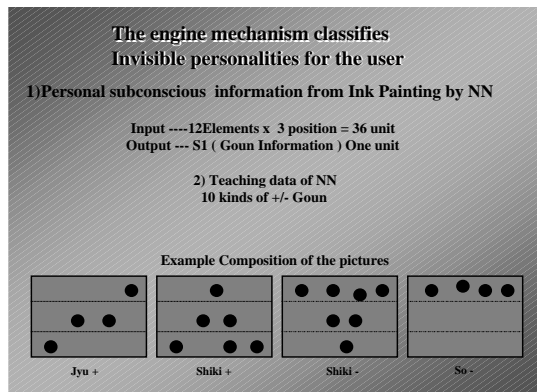 The engine mechanism classifies
Invisible personalities for the user
1)Personal subconscious information from Ink Painting by NN
Input ----12Elements x 3 position = 36 unit
Output --- S1 ( Goun Information ) One unit
2) Teaching data of NN
10 kinds of +/- Goun
Example Composition of the pictures
Jyu + Shiki + Shiki - So -